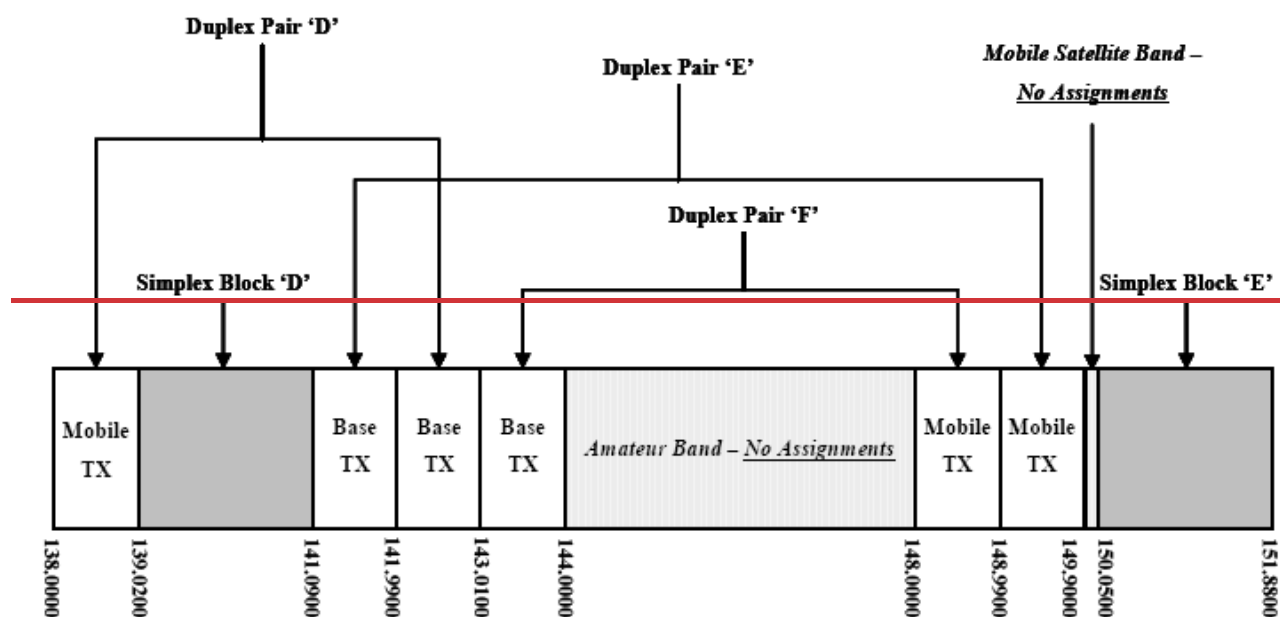 Duplex Pair ‘D’
Duplex Pair ‘E’
Mobile Satellite Band –
No Assignments
Duplex Pair ‘F’
Simplex Block ‘D’
Simplex Block ‘E’
Mobile
TX
Base
TX
Base
TX
Base
TX
Amateur Band – No Assignments
Mobile
TX
Mobile
TX
138.0000
139.0200
141.0900
141.9900
143.0100
144.0000
148.0000
148.9900
149.9000
150.0500
151.8800